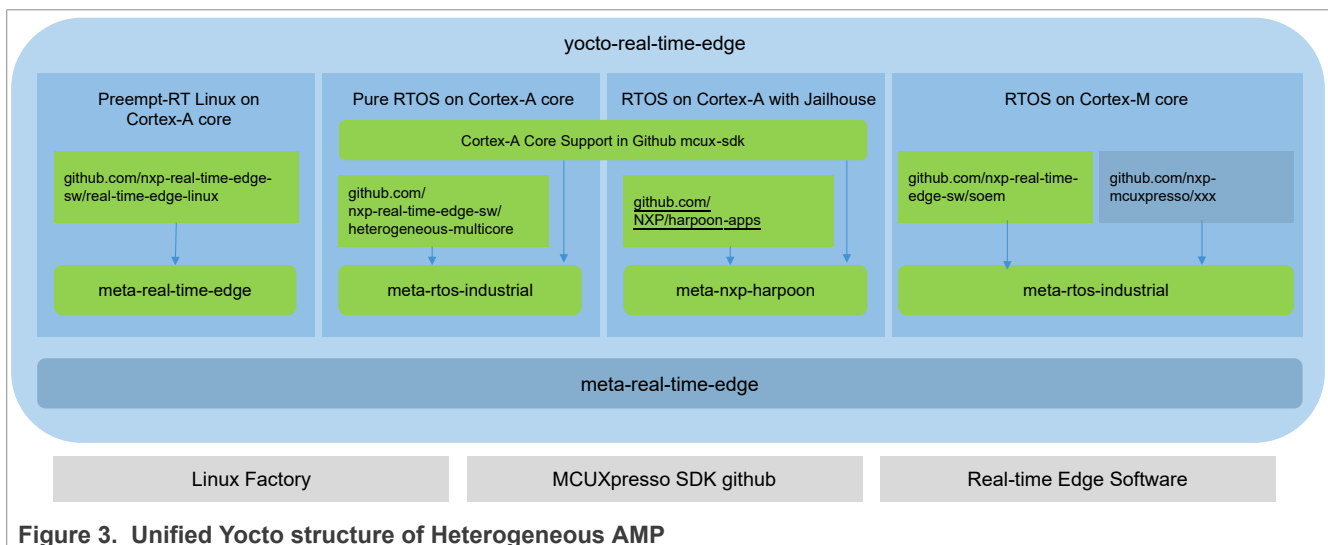 yocto-real-time-edge
Preempt-RT Linux on
Cortex-A core
Pure RTOS on Cortex-A core
RTOS on Cortex-A with Jailhouse
RTOS on Cortex-M core
Cortex-A Core Support in Github mcux-sdk
github.com/nxp-real-time-edge-
sw/real-time-edge-linux
github.com/
nxp-real-time-edge-sw/
heterogeneous-multicore
github.com/
NXP/harpoon-apps
github.com/nxp-real-time-
edge-sw/soem
github.com/nxp-
mcuxpresso/xxx
meta-real-time-edge
meta-rtos-industrial
meta-nxp-harpoon
meta-rtos-industrial
meta-real-time-edge
Linux Factory
MCUXpresso SDK github
Real-time Edge Software
Figure 3. Unified Yocto structure of Heterogeneous AMP